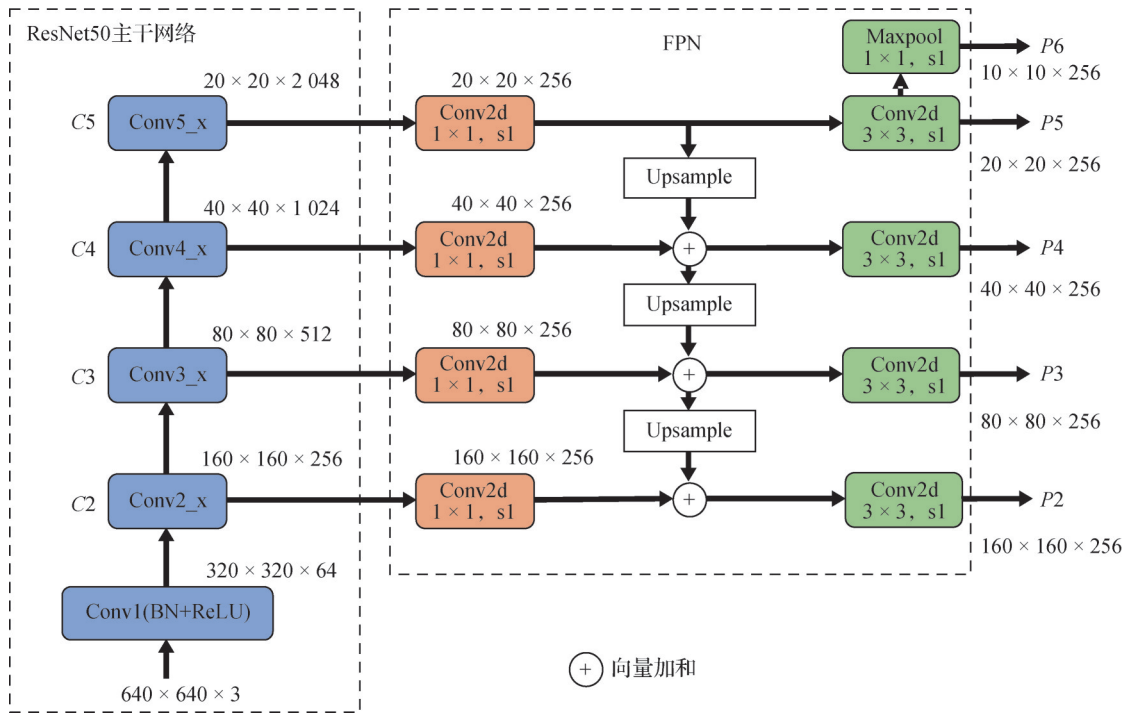 ResNet50主干网络
FPN
Maxpool
1 × 1, s1
P6
10 × 10 × 256
20 × 20 × 2 048
20 × 20 × 256
C5
Conv5_x
Conv2d
1 × 1, s1
Conv2d
3 × 3, s1
P5
20 × 20 × 256
Upsample
40 × 40 × 1 024
40 × 40 × 256
C4
Conv4_x
Conv2d
1 × 1, s1
+
Conv2d
3 × 3, s1
P4
40 × 40 × 256
Upsample
80 × 80 × 512
80 × 80 × 256
C3
Conv3_x
Conv2d
1 × 1, s1
+
Conv2d
3 × 3, s1
P3
80 × 80 × 256
Upsample
160 × 160 × 256
160 × 160 × 256
C2
Conv2_x
Conv2d
1 × 1, s1
+
Conv2d
3 × 3, s1
P2
160 × 160 × 256
320 × 320 × 64
Conv1(BN+ReLU)
640 × 640 × 3
+ 向量加和